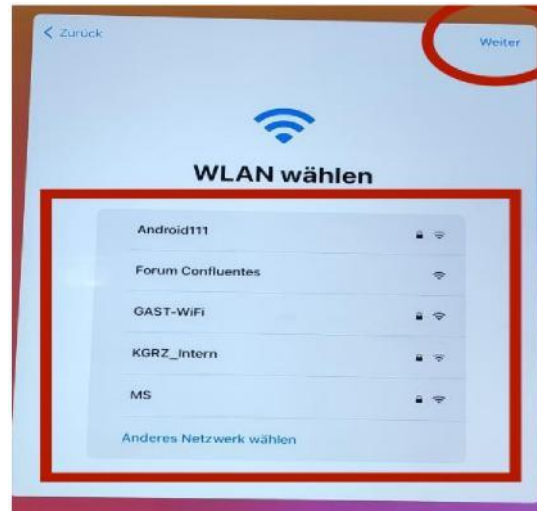 Zurück
Weiter
WLAN wählen
Android111
Forum Confluentes
GAST-WiFi
KGRZ_Intern
MS
Anderes Netzwerk wählen